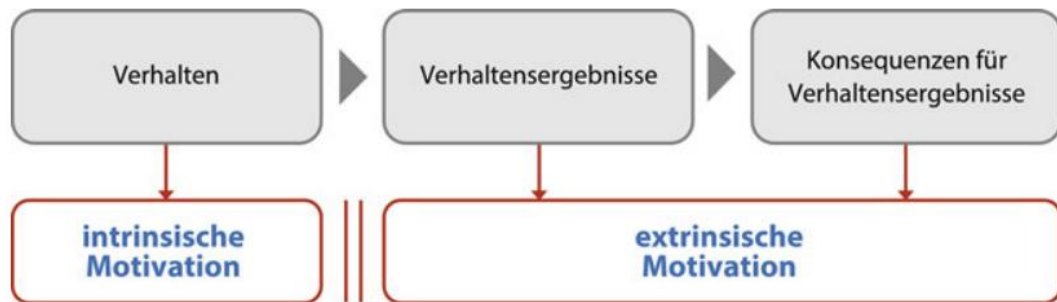 Verhalten
Verhaltensergebnisse
Konsequenzen für
Verhaltensergebnisse
intrinsische
Motivation
extrinsische
Motivation